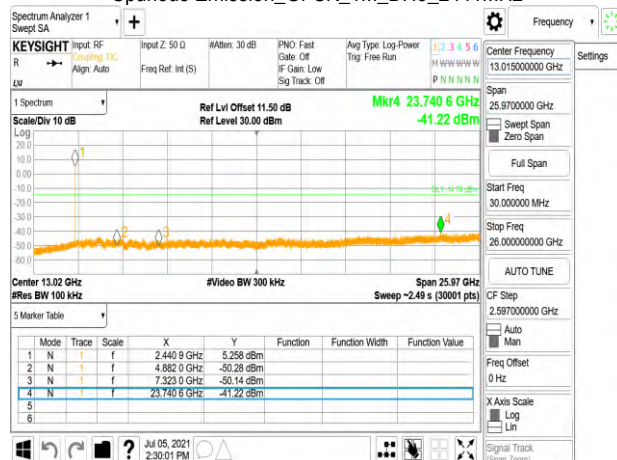 Spectrum Analyzer 1
Swept SA
+
Frequency
KEYSIGHT
R
LXI
Input: RF
Coupling: DC
Align: Auto
Input Z: 50 Ω
Freq Ref: Int (S)
#Atten: 30 dB
PNO: Fast
Gate: Off
IF Gain: Low
Sig Track: Off
Avg Type: Log-Power
Trig: Free Run
1 2 3 4 5 6
M W W W W W
P N N N N N
1 Spectrum
Scale/Div 10 dB
Ref Lvl Offset 11.50 dB
Ref Level 30.00 dBm
Mkr4 23.740 6 GHz
-41.22 dBm
Log
20.0
10.0
0.00
-10.0
-20.0
-30.0
-40.0
-50.0
-60.0
1
2
3
4
Center 13.02 GHz
#Res BW 100 kHz
#Video BW 300 kHz
Span 25.97 GHz
Sweep ~2.49 s (30001 pts)
5 Marker Table
Mode Trace Scale X Y Function Function Width Function Value
1 N 1 f 2.440 9 GHz 5.258 dBm
2 N 1 f 4.882 0 GHz -50.28 dBm
3 N 1 f 7.323 0 GHz -50.14 dBm
4 N 1 f 23.740 6 GHz -41.22 dBm
5
6
Jul 05, 2021
2:30:01 PM
?
Center Frequency
13.015000000 GHz
Settings
Span
25.9700000 GHz
Swept Span
Zero Span
Full Span
Start Freq
30.000000 MHz
Stop Freq
26.000000000 GHz
AUTO TUNE
CF Step
2.597000000 GHz
Auto
Man
Freq Offset
0 Hz
X Axis Scale
Log
Lin
Signal Track